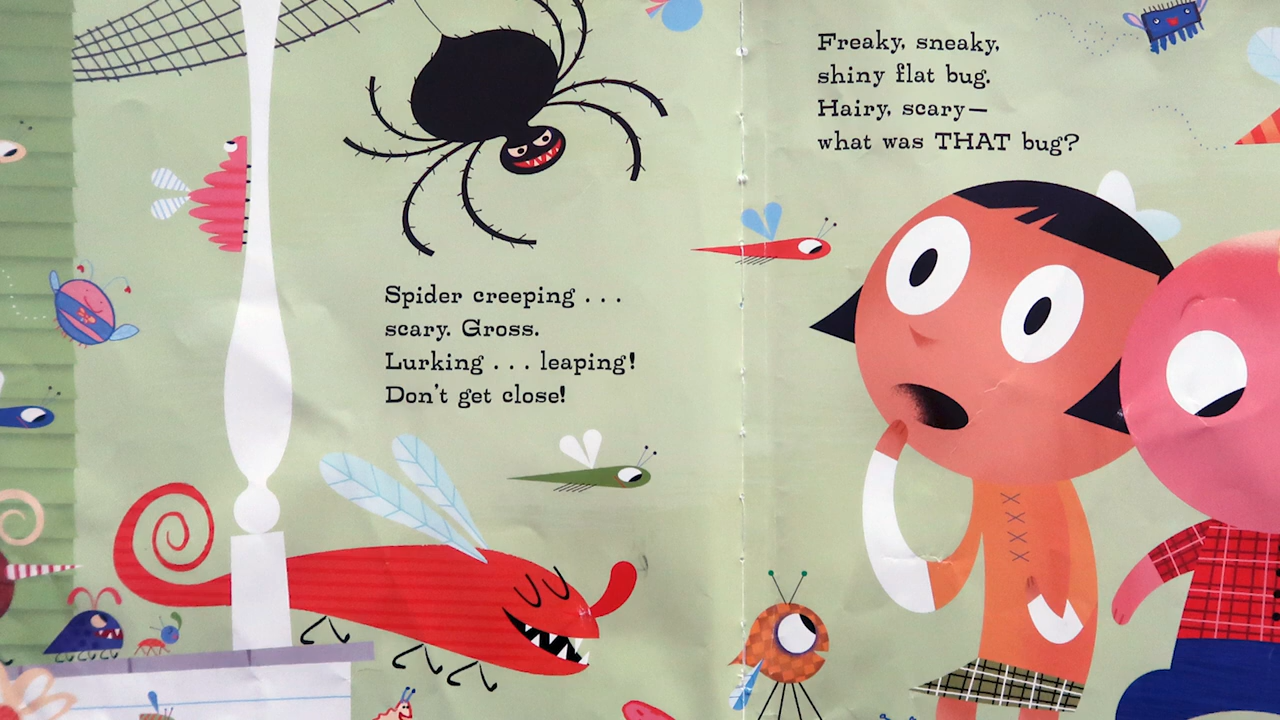 Spider creeping . . .
scary. Gross.
Lurking . . . leaping!
Don't get close!
Freaky, sneaky,
shiny flat bug.
Hairy, scary—
what was THAT bug?